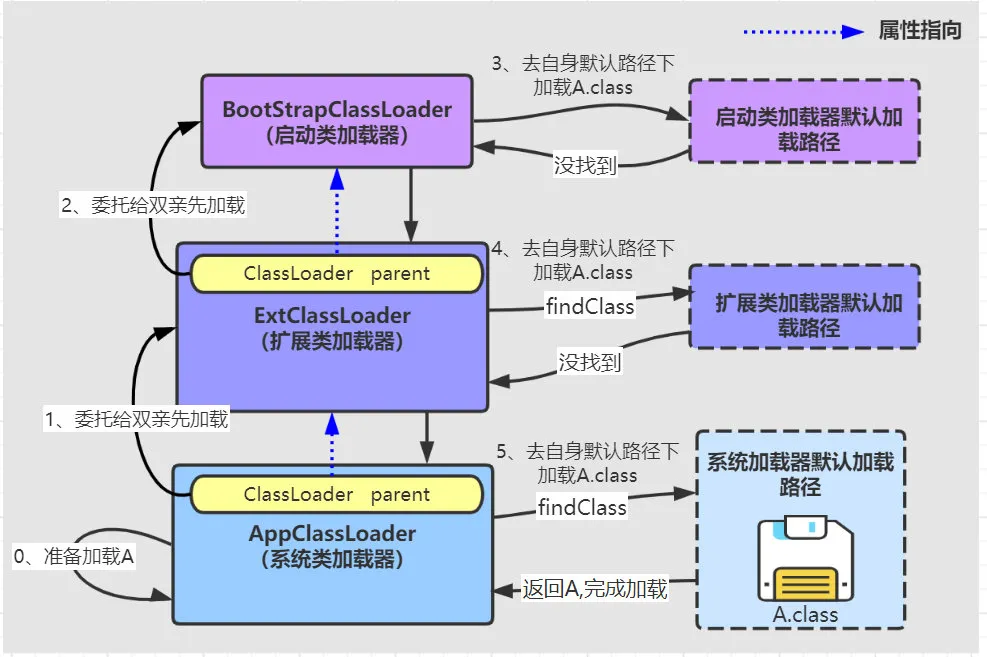 属性指向
3、去自身默认路径下
加载A.class
BootStrapClassLoader
(启动类加载器)
启动类加载器默认加
载路径
没找到
2、委托给双亲先加载
4、去自身默认路径下
加载A.class
ClassLoader parent
findClass
ExtClassLoader
(扩展类加载器)
扩展类加载器默认加
载路径
没找到
1、委托给双亲先加载
5、去自身默认路径下
加载A.class
系统加载器默认加载
路径
ClassLoader parent
findClass
AppClassLoader
(系统类加载器)
0、准备加载A
返回A,完成加载
A.class